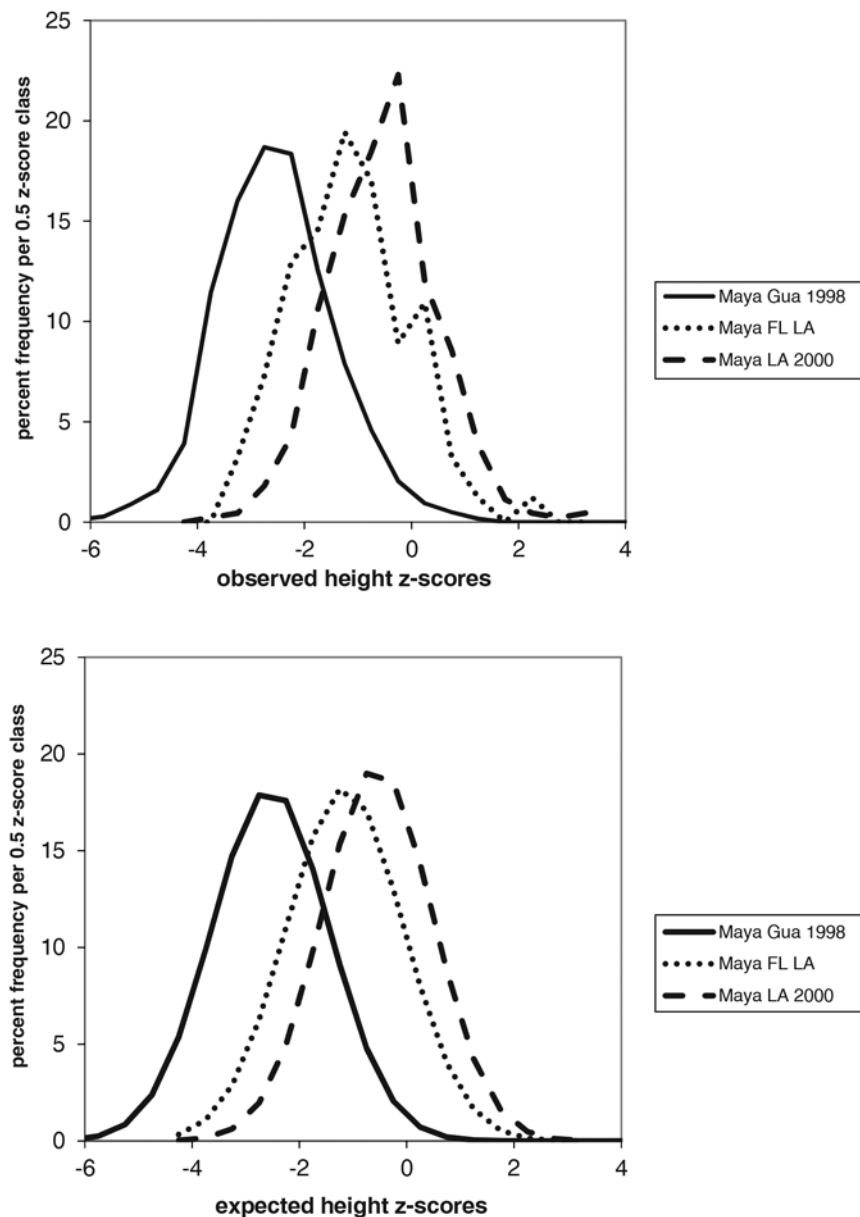 25
20
15
10
5
0
percent frequency per 0.5 z-score class
-6 -4 -2 0 2 4
observed height z-scores
Maya Gua 1998
Maya FL LA
Maya LA 2000
25
20
15
10
5
0
percent frequency per 0.5 z-score class
-6 -4 -2 0 2 4
expected height z-scores
Maya Gua 1998
Maya FL LA
Maya LA 2000